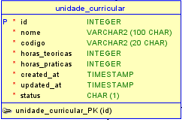 unidade_curricular
P * id INTEGER
* nome VARCHAR2 (100 CHAR)
* codigo VARCHAR2 (20 CHAR)
* horas_teoricas INTEGER
* horas_praticas INTEGER
* created_at TIMESTAMP
* updated_at TIMESTAMP
* status CHAR (1)
unidade_curricular_PK (id)